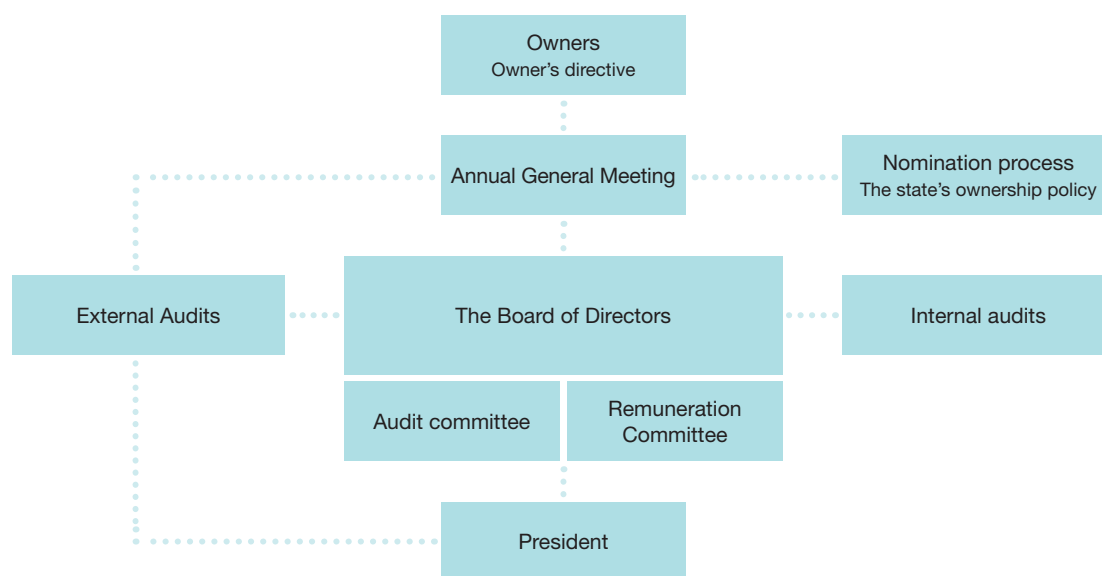 Owners
Owner’s directive
Annual General Meeting
Nomination process
The state’s ownership policy
External Audits
The Board of Directors
Internal audits
Audit committee
Remuneration
Committee
President